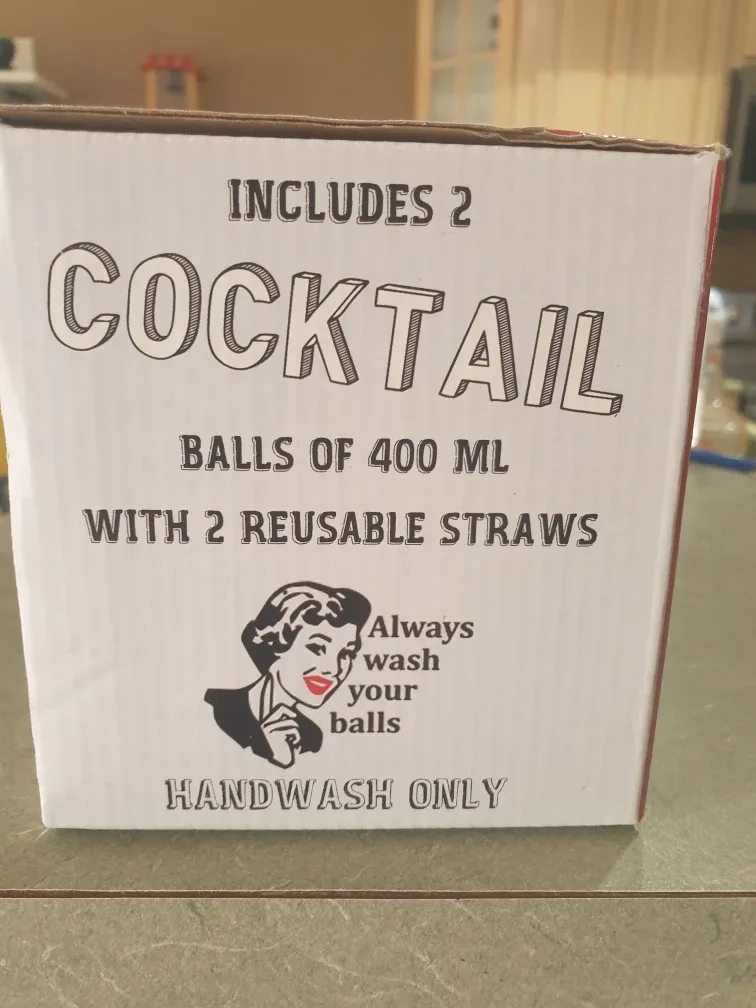 INCLUDES 2
COCKTAIL
BALLS OF 400 ML
WITH 2 REUSABLE STRAWS
Always
wash
your
balls
HANDWASH ONLY